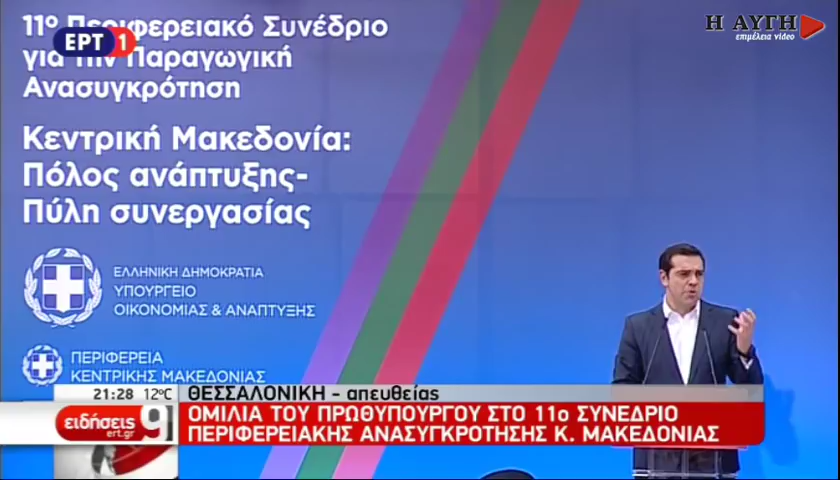 11ο Περιφερειακό Συνέδριο
για την Παραγωγική
Ανασυγκρότηση
ΕΡΤ1
Η ΑΥΓΗ
επιμέλεια video
Κεντρική Μακεδονία:
Πόλος ανάπτυξης-
Πύλη συνεργασίας
ΕΛΛΗΝΙΚΗ ΔΗΜΟΚΡΑΤΙΑ
ΥΠΟΥΡΓΕΙΟ
ΟΙΚΟΝΟΜΙΑΣ & ΑΝΑΠΤΥΞΗΣ
ΠΕΡΙΦΕΡΕΙΑ
ΚΕΝΤΡΙΚΗΣ ΜΑΚΕΔΟΝΙΑΣ
21:28 12°C ΘΕΣΣΑΛΟΝΙΚΗ – απευθείας
ειδήσεις 9
ert.gr
ΟΜΙΛΙΑ ΤΟΥ ΠΡΩΘΥΠΟΥΡΓΟΥ ΣΤΟ 11ο ΣΥΝΕΔΡΙΟ
ΠΕΡΙΦΕΡΕΙΑΚΗΣ ΑΝΑΣΥΓΚΡΟΤΗΣΗΣ Κ. ΜΑΚΕΔΟΝΙΑΣ